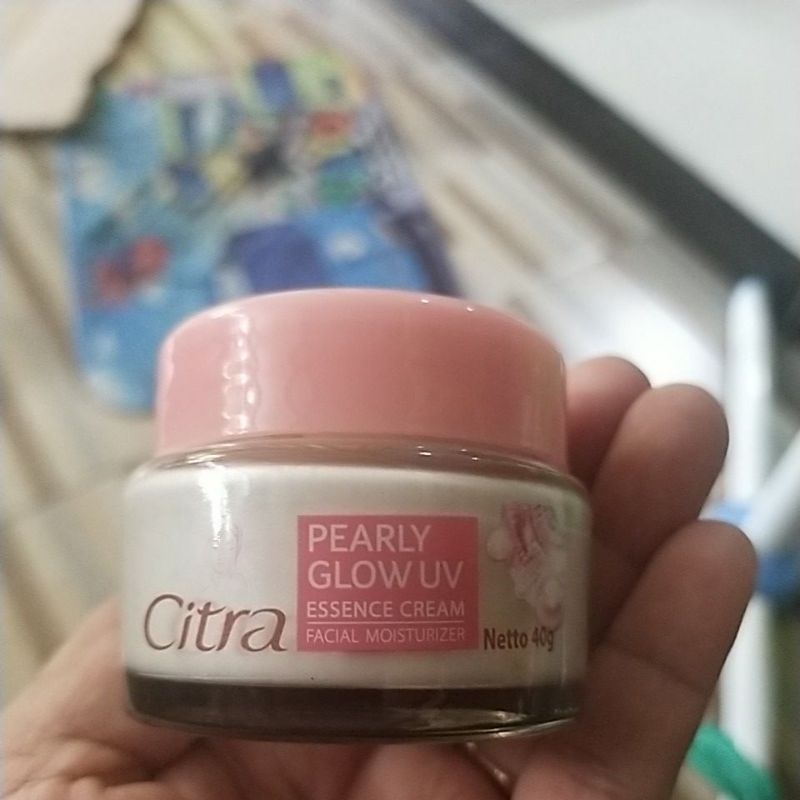 Citra
PEARLY
GLOW UV
ESSENCE CREAM
FACIAL MOISTURIZER
Netto 40g